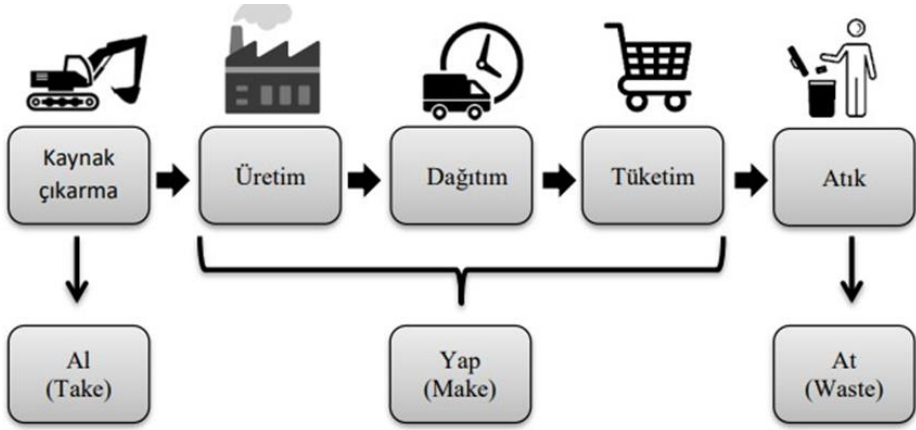 Kaynak
çıkarma
Üretim
Dağıtım
Tüketim
Atık
Al
(Take)
Yap
(Make)
At
(Waste)